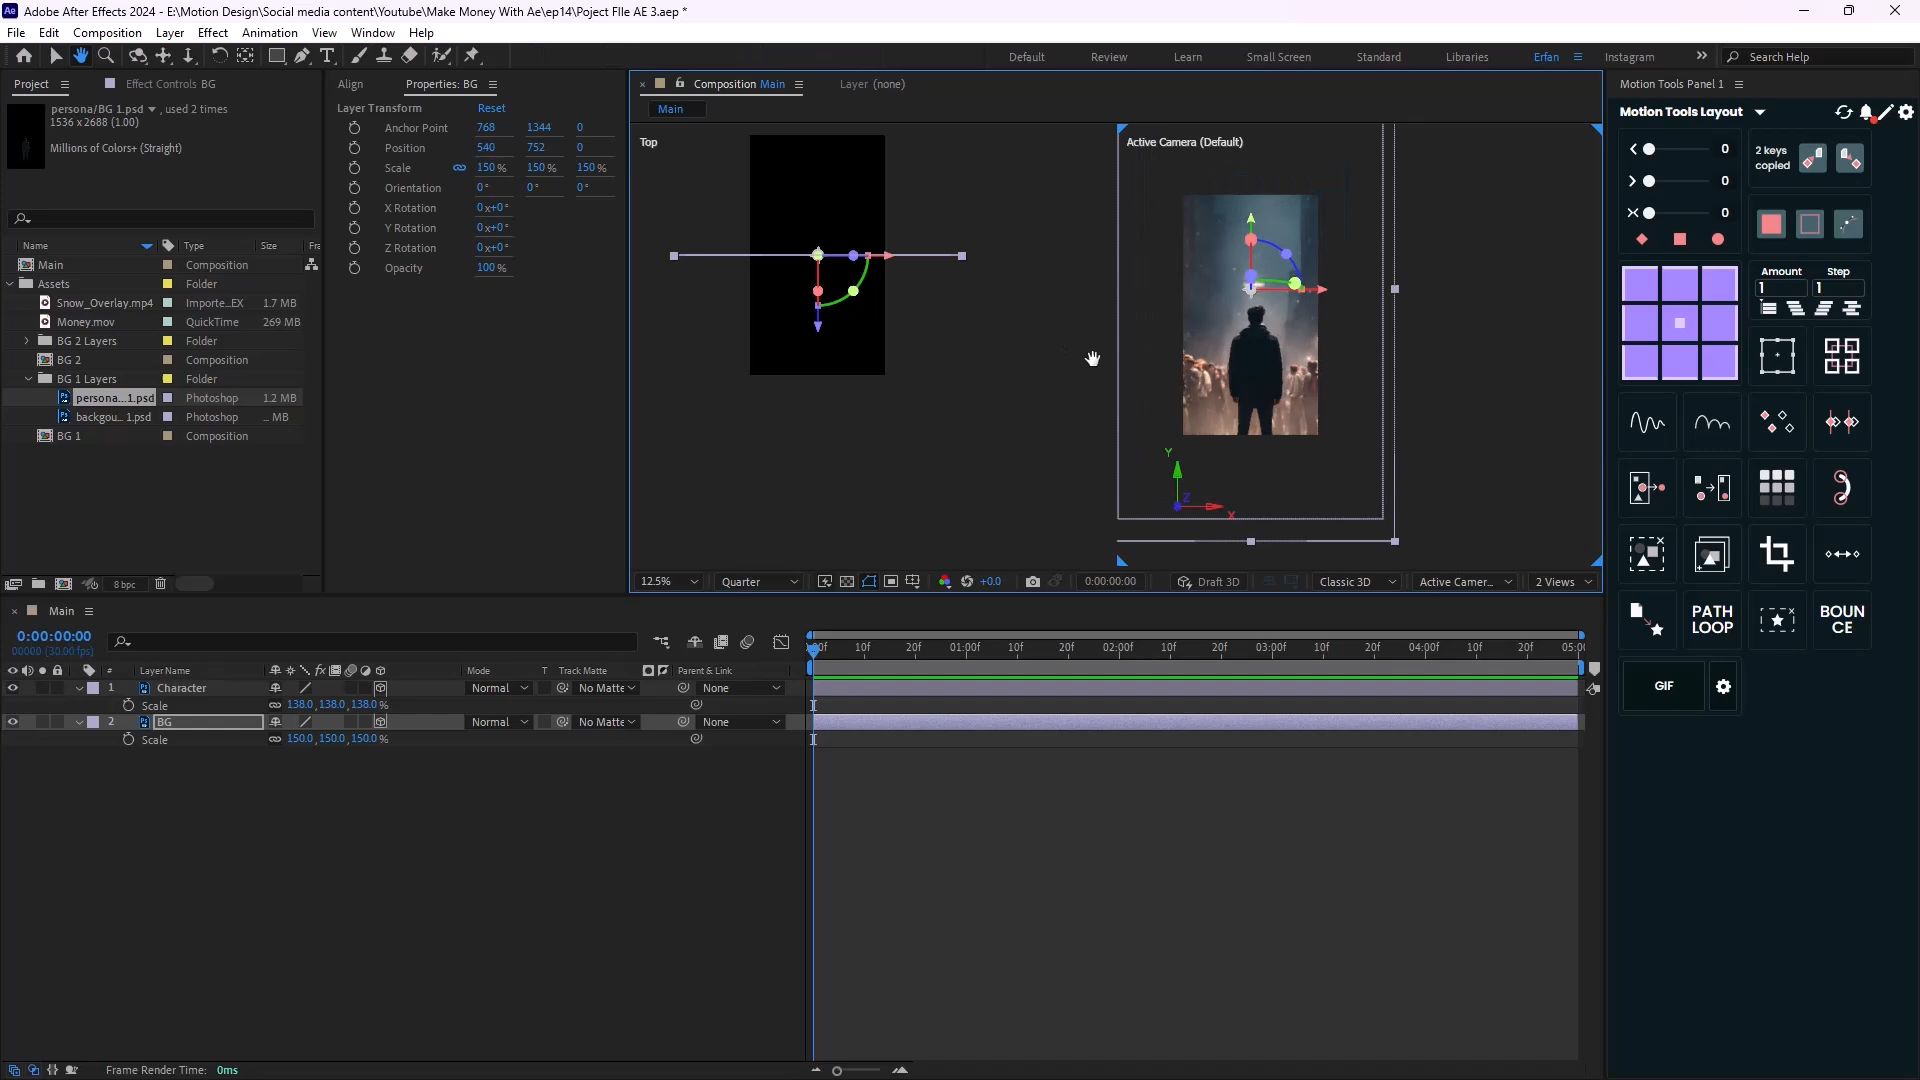 Adobe After Effects 2024 - E:\Motion Design\Social media content\Youtube\Make Money With Ae\ep14\Poject FIle AE 3.aep *
File Edit Composition Layer Effect Animation View Window Help
Default Review Learn Small Screen Standard Libraries Erfan Instagram Search Help
Project Effect Controls BG
persona/BG 1.psd , used 2 times
1536 x 2688 (1.00)
Millions of Colors+ (Straight)
Name Type Size Fra
Main Composition
Assets Folder
Snow_Overlay.mp4 Importe...EX 1.7 MB
Money.mov QuickTime 269 MB
BG 2 Layers Folder
BG 2 Composition
BG 1 Layers Folder
persona...1.psd Photoshop 1.2 MB
backgou... 1.psd Photoshop ... MB
BG 1 Composition
8 bpc
Align Properties: BG
Layer Transform Reset
Anchor Point 768 1344 0
Position 540 752 0
Scale 150 % 150 % 150 %
Orientation 0° 0° 0°
X Rotation 0x+0°
Y Rotation 0x+0°
Z Rotation 0x+0°
Opacity 100 %
Composition Main Layer (none)
Main
Top
Active Camera (Default)
Y
Z
X
12.5% Quarter +0.0 0:00:00:00 Draft 3D Classic 3D Active Camer... 2 Views
Motion Tools Panel 1
Motion Tools Layout
0
0
0
2 keys
copied
Amount Step
1 1
PATH
LOOP
BOUN
CE
GIF
Main
0:00:00:00
00000 (30.00 fps)
# Layer Name fx Mode T Track Matte Parent & Link
1 Character Normal No Matte None
Scale 138.0, 138.0, 138.0 %
2 BG Normal No Matte None
Scale 150.0, 150.0, 150.0 %
:00f 10f 20f 01:00f 10f 20f 02:00f 10f 20f 03:00f 10f 20f 04:00f 10f 20f 05:00
Frame Render Time: 0ms